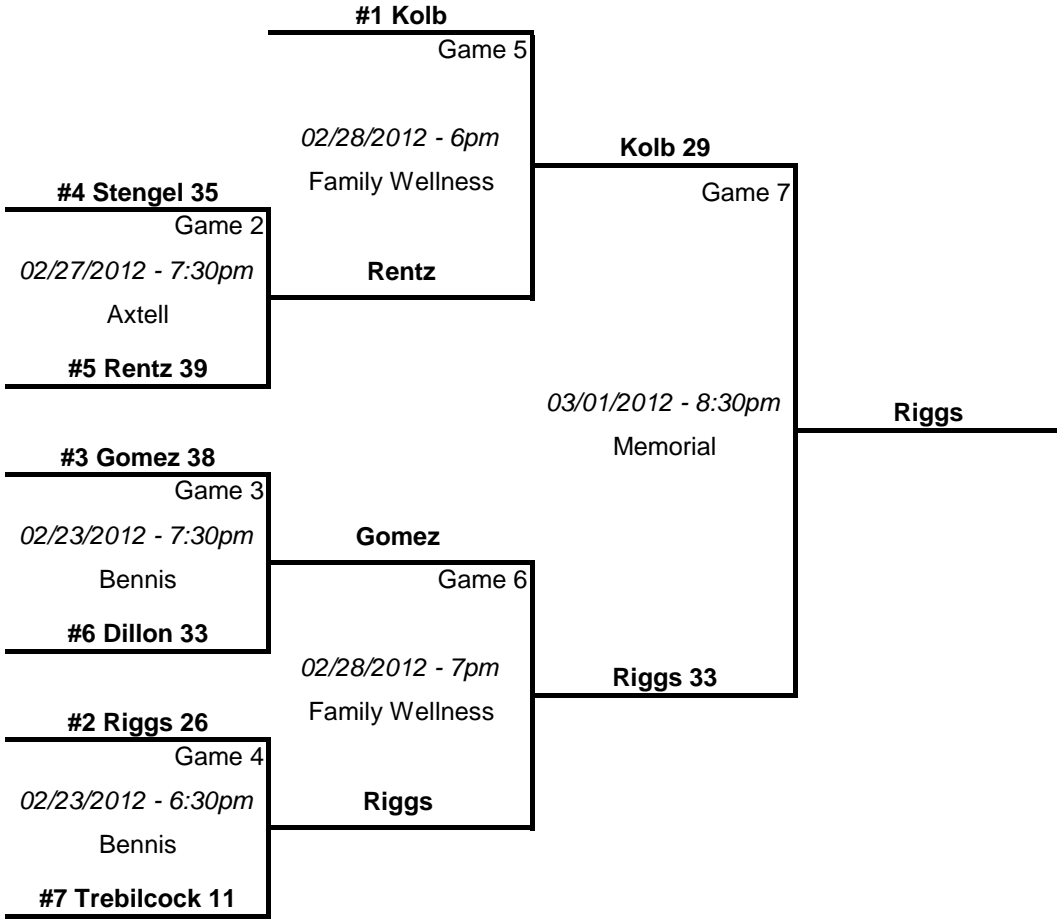 #1 Kolb
Game 5
02/28/2012 - 6pm
Family Wellness
Kolb 29
Game 7
#4 Stengel 35
Game 2
02/27/2012 - 7:30pm
Axtell
Rentz
#5 Rentz 39
03/01/2012 - 8:30pm
Memorial
Riggs
#3 Gomez 38
Game 3
02/23/2012 - 7:30pm
Bennis
Gomez
Game 6
#6 Dillon 33
02/28/2012 - 7pm
Family Wellness
Riggs 33
#2 Riggs 26
Game 4
02/23/2012 - 6:30pm
Bennis
Riggs
#7 Trebilcock 11